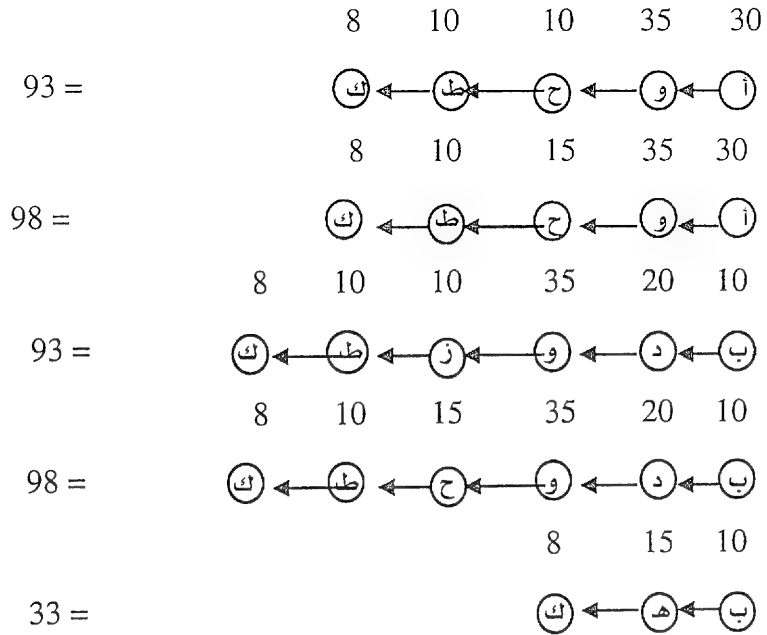 30 35 10 10 8
أ و ح ط ك = 93
30 35 15 10 8
أ و ح ط ك = 98
10 20 35 10 10 8
ب د و ز ط ك = 93
10 20 35 15 10 8
ب د و ح ط ك = 98
10 15 8
ب هـ ك = 33